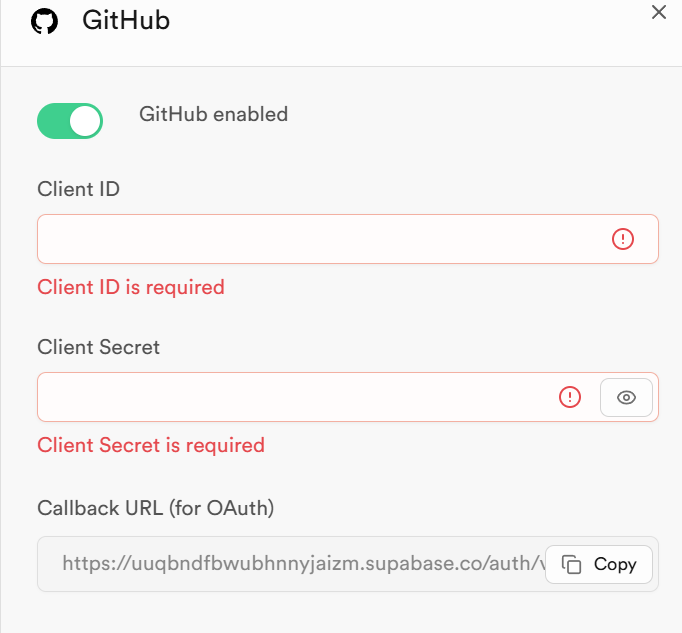 GitHub
GitHub enabled
Client ID
Client ID is required
Client Secret
Client Secret is required
Callback URL (for OAuth)
https://uuqbndfbwubhnnyjaizm.supabase.co/auth/v
Copy